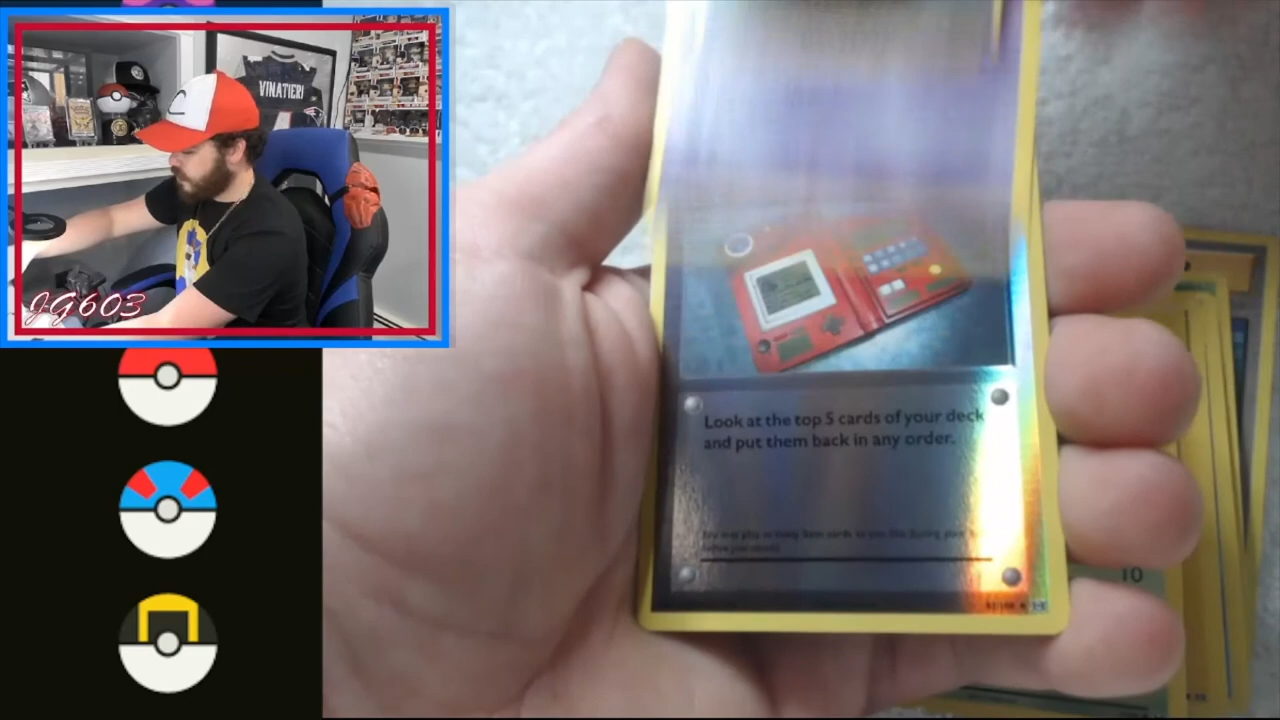 VINATIERI
JG603
Look at the top 5 cards of your deck
and put them back in any order.
10